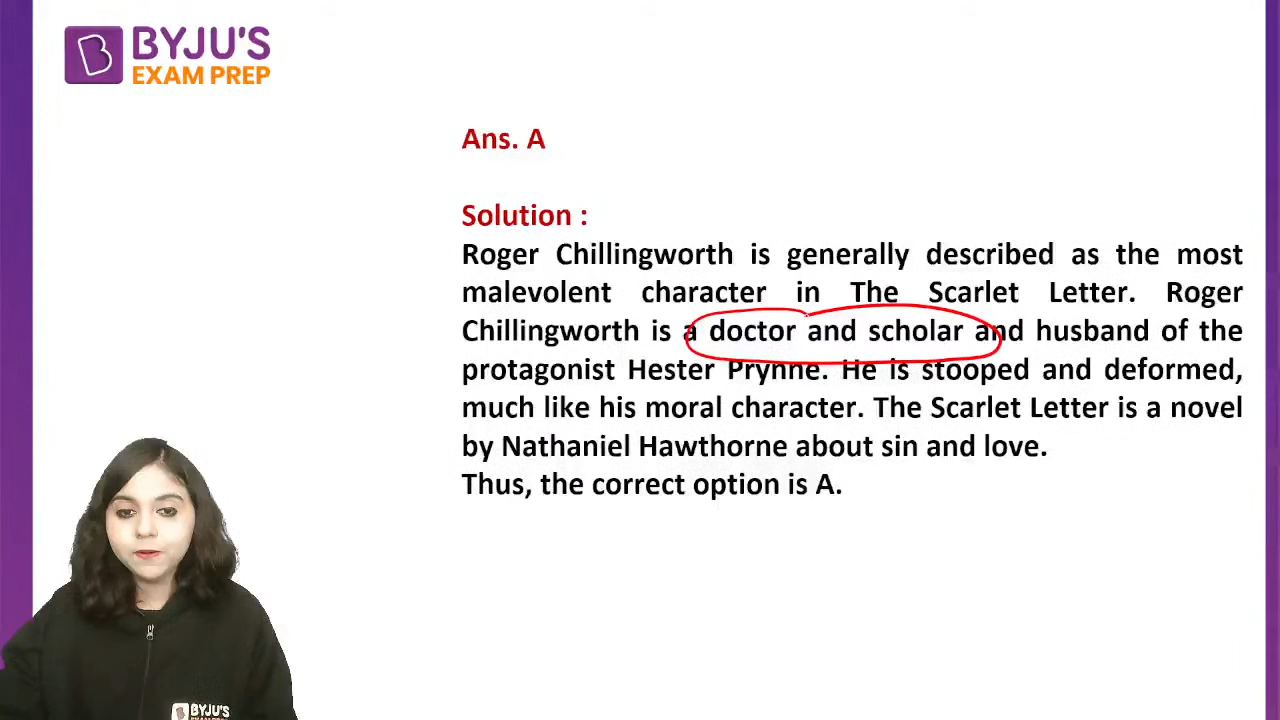 BYJU'S
EXAM PREP
Ans. A
Solution :
Roger Chillingworth is generally described as the most
malevolent character in The Scarlet Letter. Roger
Chillingworth is a doctor and scholar and husband of the
protagonist Hester Prynne. He is stooped and deformed,
much like his moral character. The Scarlet Letter is a novel
by Nathaniel Hawthorne about sin and love.
Thus, the correct option is A.
BYJU'S
EXAM PREP